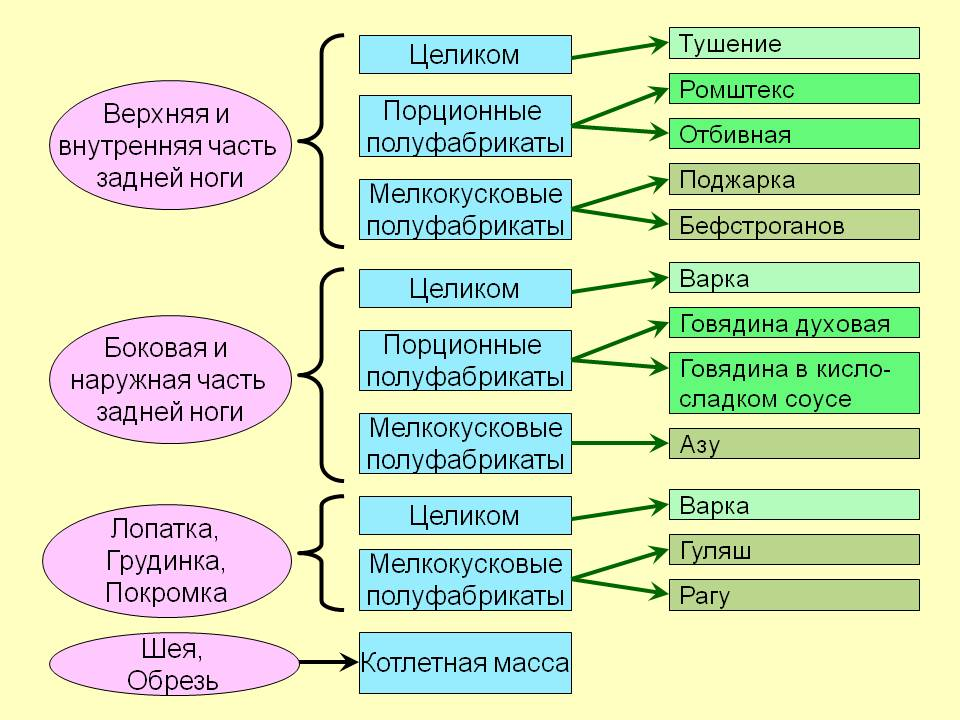 Верхняя и
внутренняя часть
задней ноги
Целиком
Тушение
Порционные
полуфабрикаты
Ромштекс
Отбивная
Мелкокусковые
полуфабрикаты
Поджарка
Бефстроганов
Боковая и
наружная часть
задней ноги
Целиком
Варка
Порционные
полуфабрикаты
Говядина духовая
Говядина в кисло-
сладком соусе
Мелкокусковые
полуфабрикаты
Азу
Лопатка,
Грудинка,
Покромка
Целиком
Варка
Мелкокусковые
полуфабрикаты
Гуляш
Рагу
Шея,
Обрезь
Котлетная масса